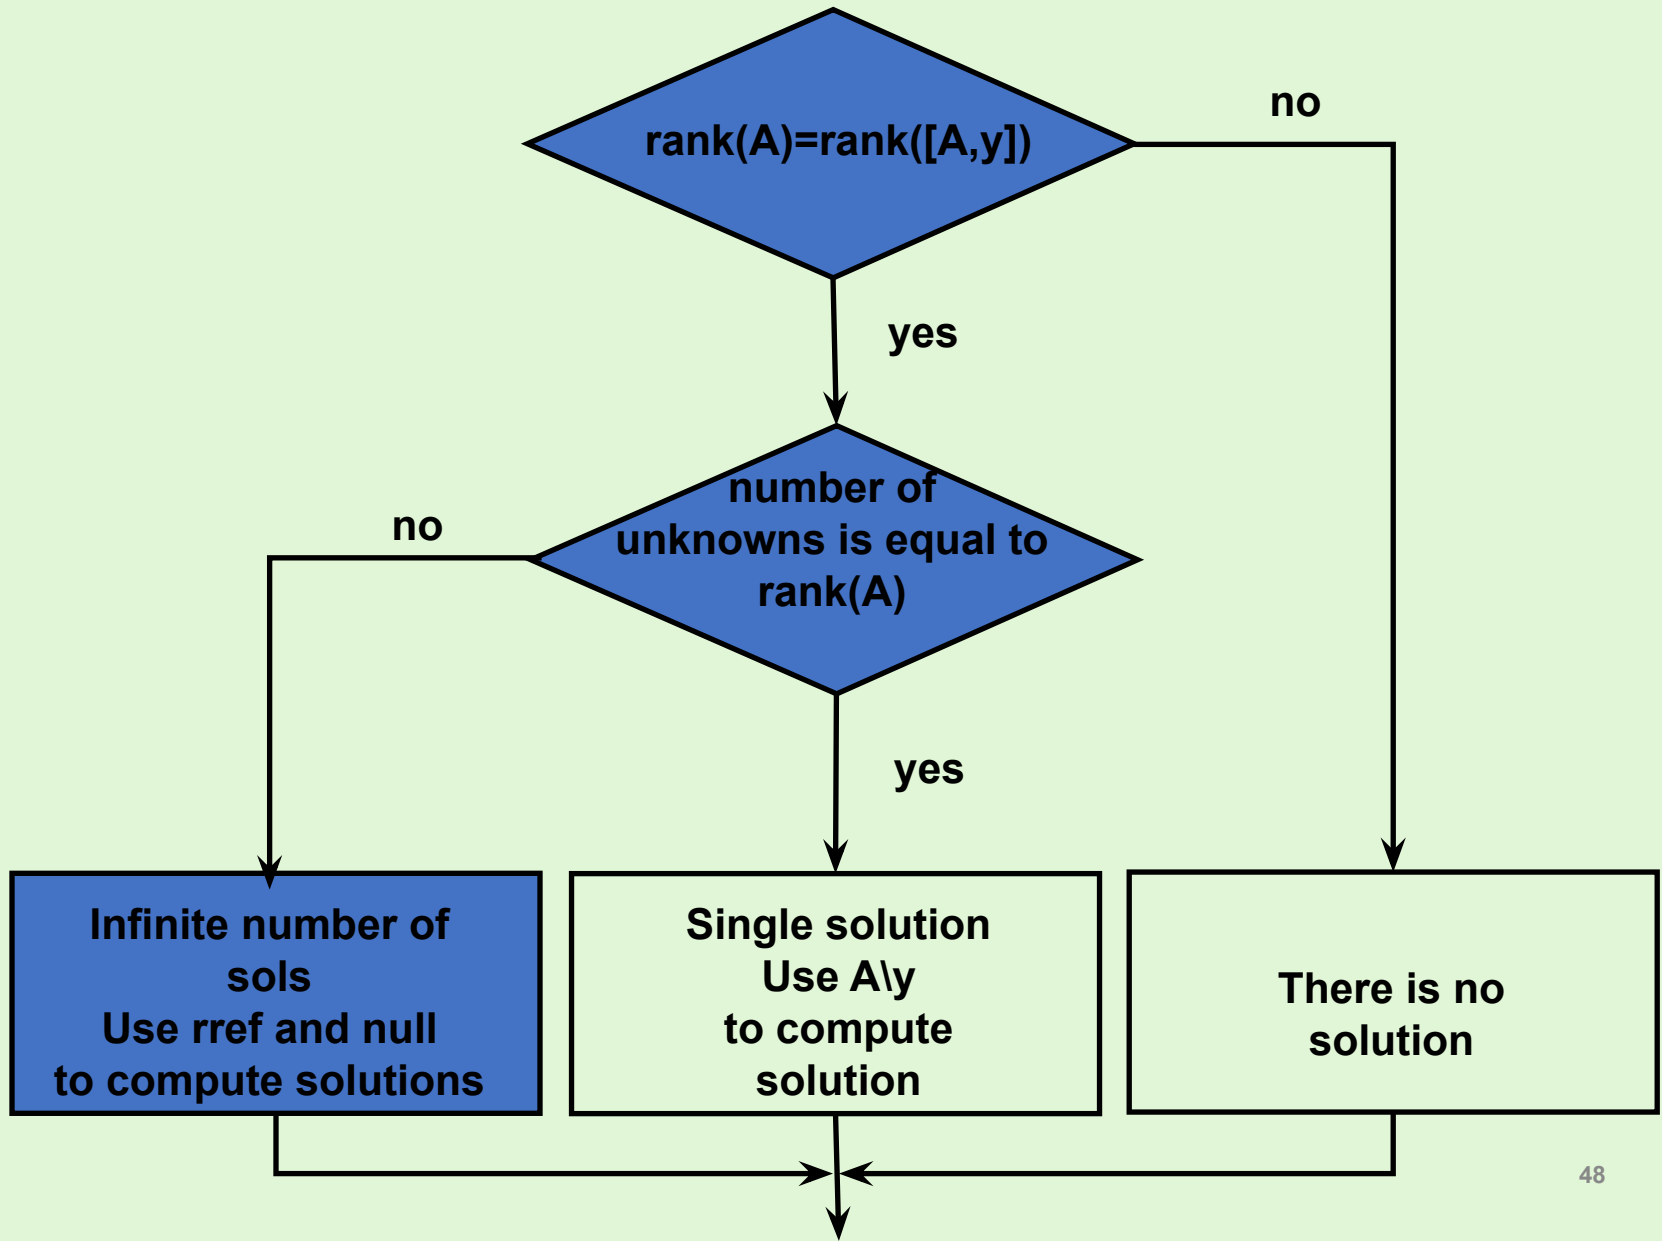 rank(A)=rank([A,y])
no
yes
number of
unknowns is equal to
rank(A)
no
yes
Infinite number of
sols
Use rref and null
to compute solutions
Single solution
Use A\y
to compute
solution
There is no
solution
48